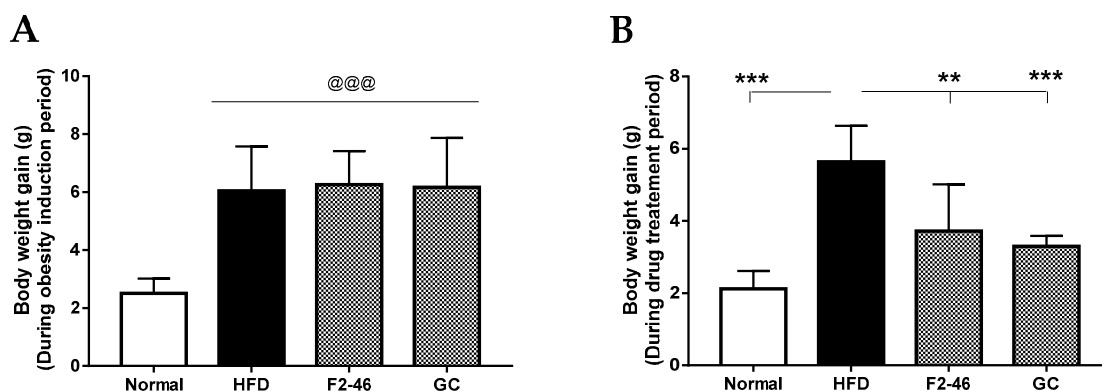 A
Body weight gain (g)
(During obesity induction period)
10
8
6
4
2
0
@@@
Normal HFD F2-46 GC
B
Body weight gain (g)
(During drug treatement period)
8
6
4
2
0
*** ** ***
Normal HFD F2-46 GC